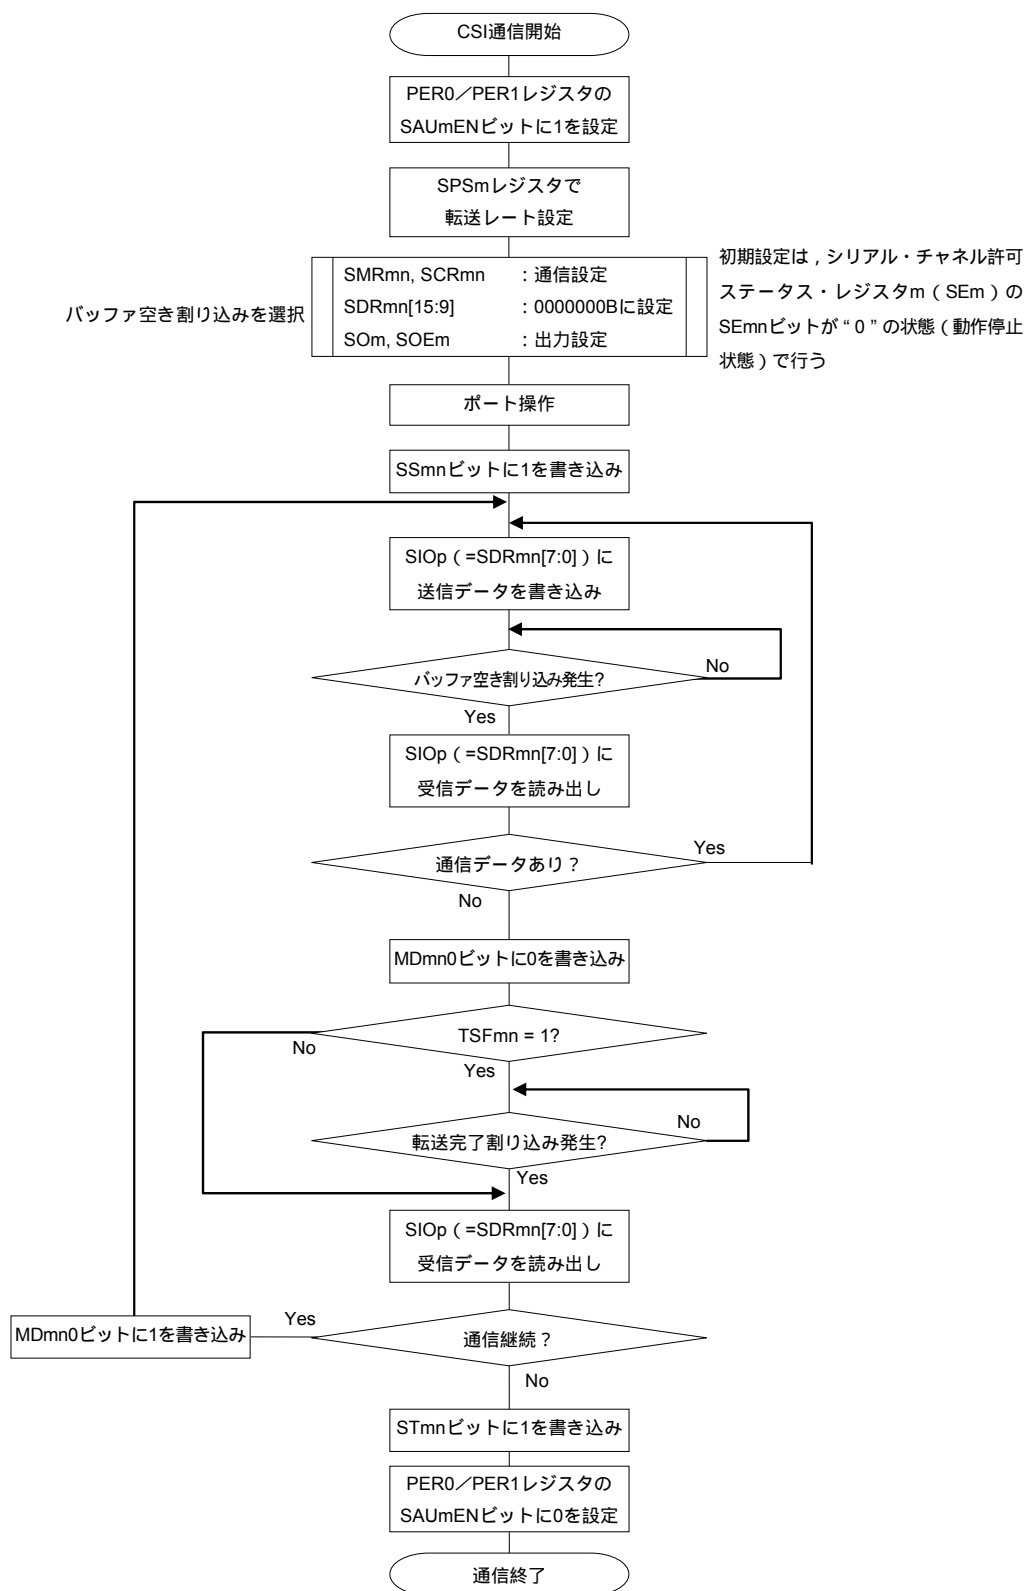 CSI通信開始
PER0／PER1レジスタの
SAUmENビットに1を設定
SPSmレジスタで
転送レート設定
バッファ空き割り込みを選択
SMRmn, SCRmn ：通信設定
SDRmn[15:9] ：0000000Bに設定
SOm, SOEm ：出力設定
初期設定は，シリアル・チャネル許可
ステータス・レジスタm（SEm）の
SEmnビットが“0”の状態（動作停止
状態）で行う
ポート操作
SSmnビットに1を書き込み
SIOp（=SDRmn[7:0]）に
送信データを書き込み
バッファ空き割り込み発生?
No
Yes
SIOp（=SDRmn[7:0]）に
受信データを読み出し
通信データあり？
Yes
No
MDmn0ビットに0を書き込み
TSFmn = 1?
No
Yes
転送完了割り込み発生?
No
Yes
SIOp（=SDRmn[7:0]）に
受信データを読み出し
通信継続？
Yes
MDmn0ビットに1を書き込み
No
STmnビットに1を書き込み
PER0／PER1レジスタの
SAUmENビットに0を設定
通信終了